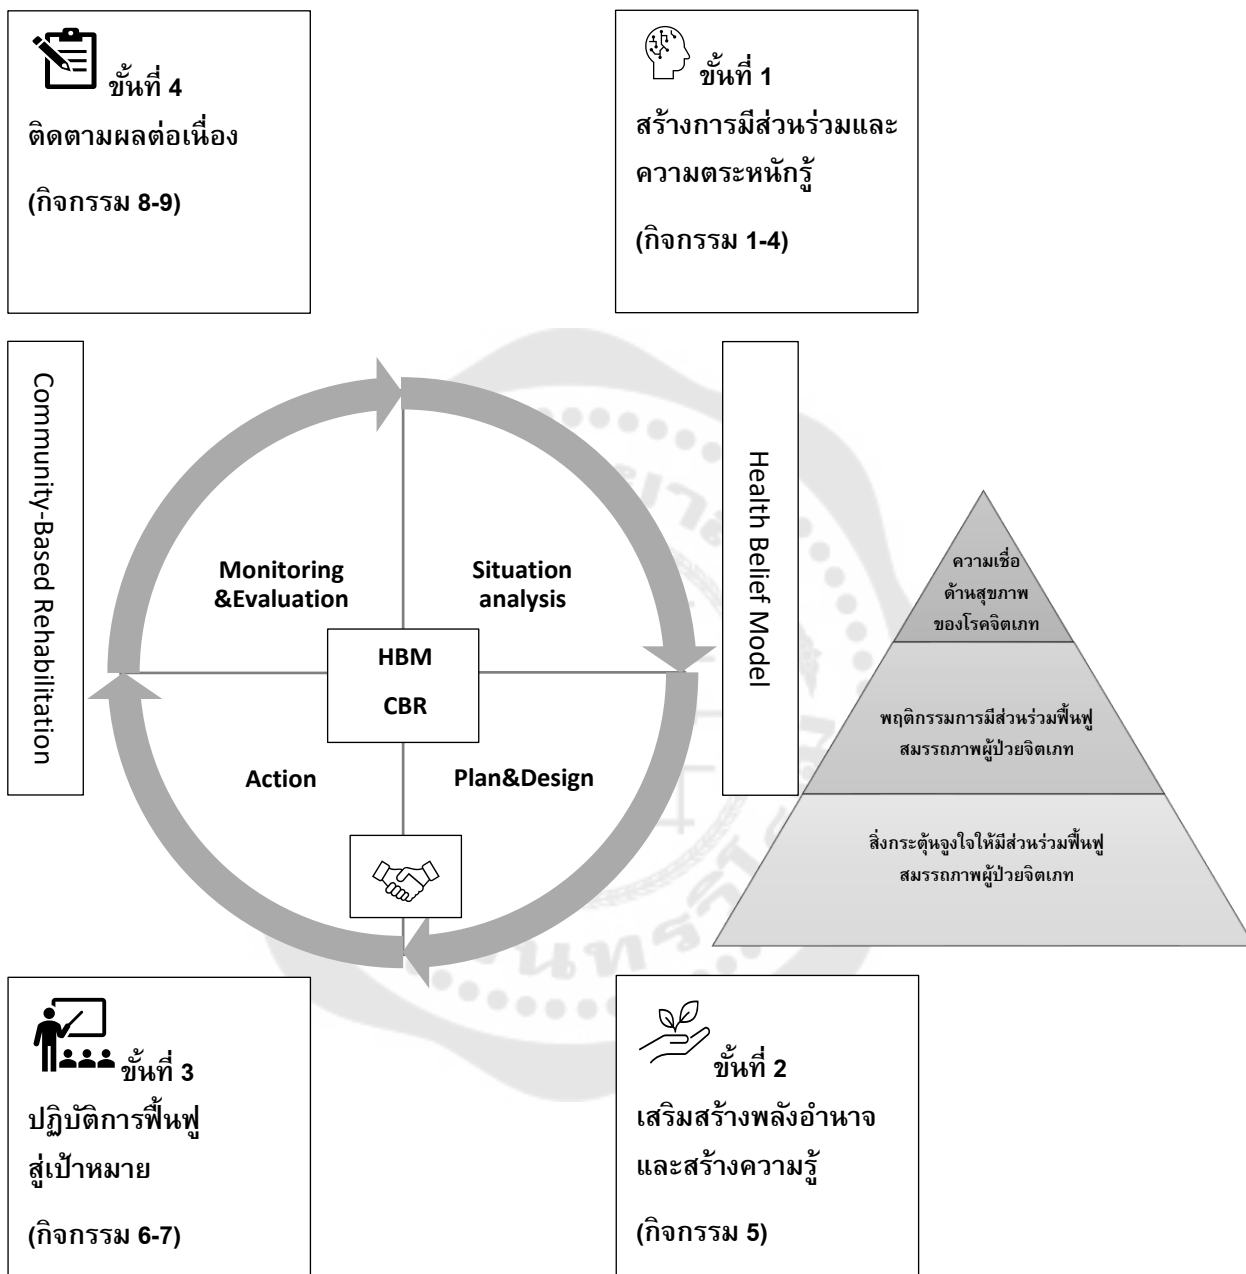 ขั้นที่ 4
ติดตามผลต่อเนื่อง
(กิจกรรม 8-9)
ขั้นที่ 1
สร้างการมีส่วนร่วมและ
ความตระหนักรู้
(กิจกรรม 1-4)
Community-Based Rehabilitation
Monitoring
&Evaluation
Situation
analysis
HBM
CBR
Action
Plan&Design
Health Belief Model
ความเชื่อ
ด้านสุขภาพ
ของโรคจิตเภท
พฤติกรรมการมีส่วนร่วมฟื้นฟู
สมรรถภาพผู้ป่วยจิตเภท
สิ่งกระตุ้นจูงใจให้มีส่วนร่วมฟื้นฟู
สมรรถภาพผู้ป่วยจิตเภท
ขั้นที่ 3
ปฏิบัติการฟื้นฟู
สู่เป้าหมาย
(กิจกรรม 6-7)
ขั้นที่ 2
เสริมสร้างพลังอำนาจ
และสร้างความรู้
(กิจกรรม 5)